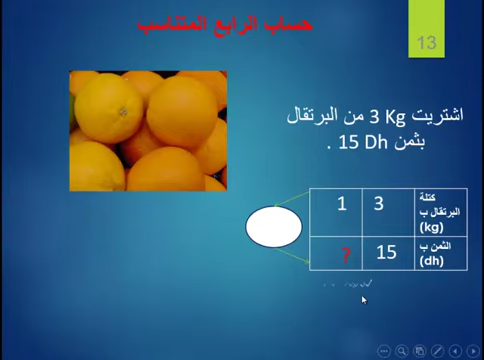 حساب الرابع المتناسب
13
اشتريت 3 Kg من البرتقال
بثمن 15 Dh .
كتلة البرتقال ب (kg) 3 1
الثمن ب (dh) 15 ?